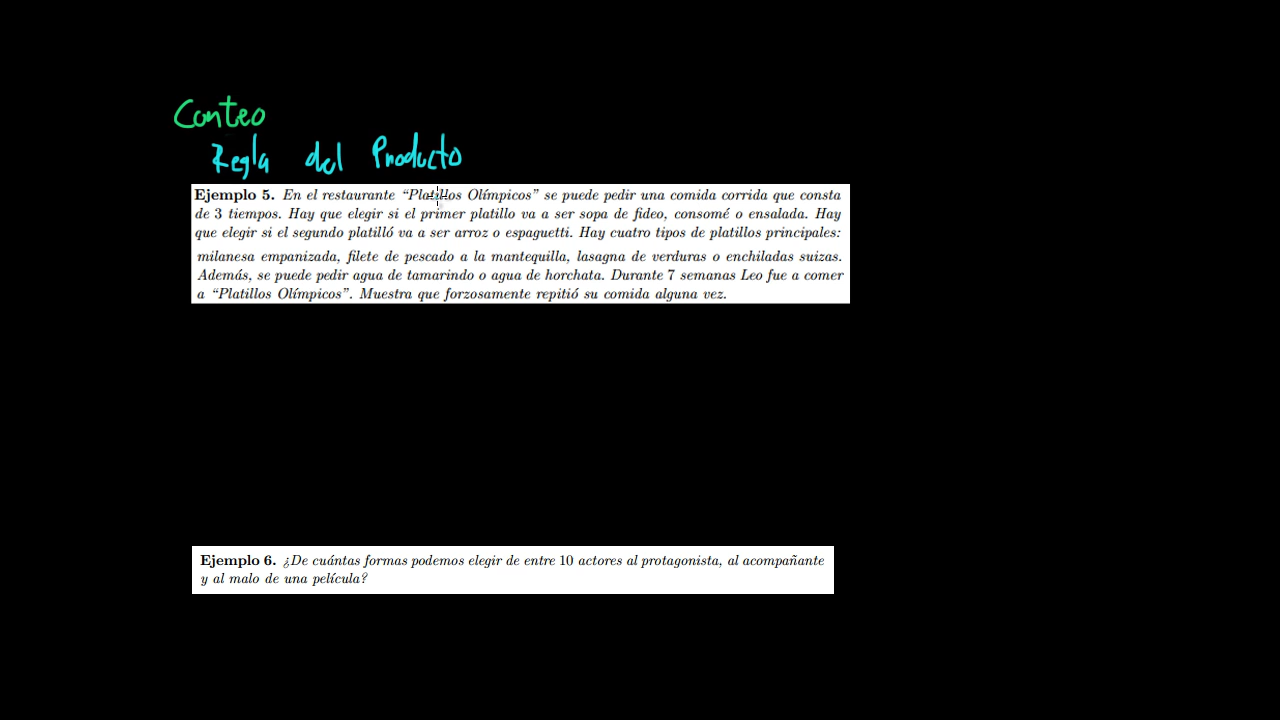 Conteo
Regla del Producto
Ejemplo 5. En el restaurante “Platillos Olímpicos” se puede pedir una comida corrida que consta
de 3 tiempos. Hay que elegir si el primer platillo va a ser sopa de fideo, consomé o ensalada. Hay
que elegir si el segundo platilló va a ser arroz o espaguetti. Hay cuatro tipos de platillos principales:
milanesa empanizada, filete de pescado a la mantequilla, lasagna de verduras o enchiladas suizas.
Además, se puede pedir agua de tamarindo o agua de horchata. Durante 7 semanas Leo fue a comer
a “Platillos Olímpicos”. Muestra que forzosamente repitió su comida alguna vez.
Ejemplo 6. ¿De cuántas formas podemos elegir de entre 10 actores al protagonista, al acompañante
y al malo de una película?